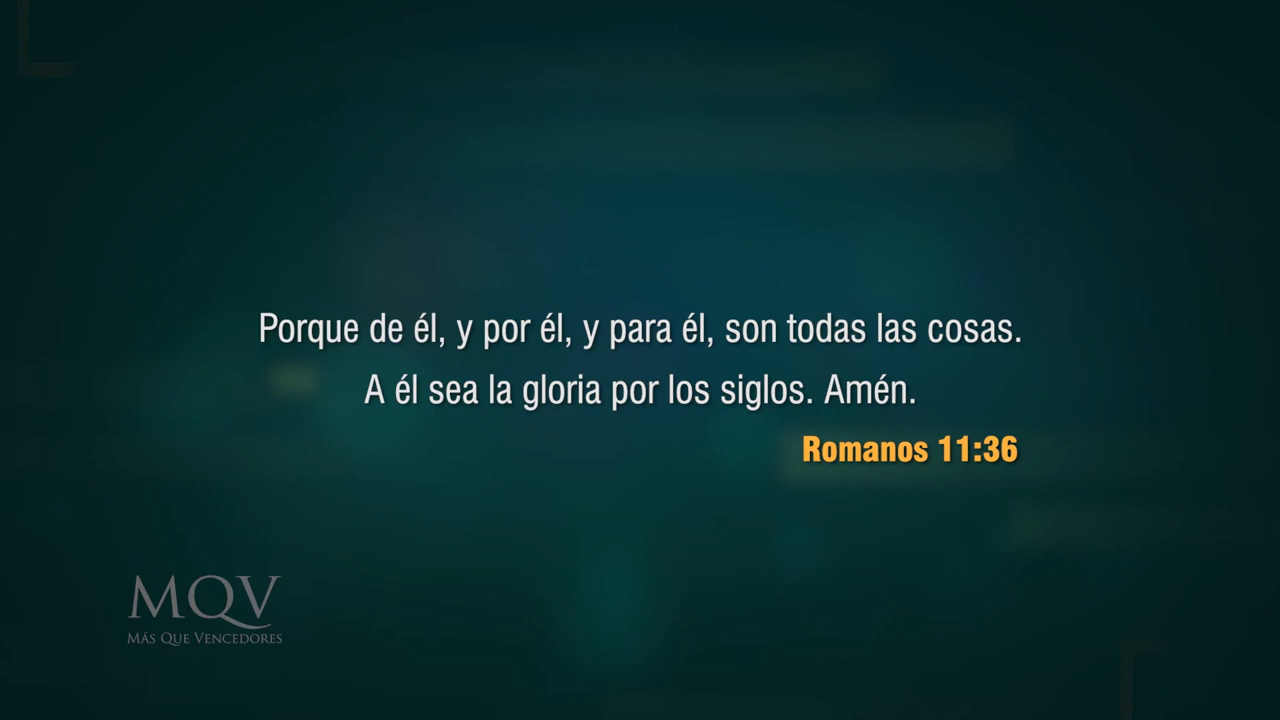 Porque de él, y por él, y para él, son todas las cosas.
A él sea la gloria por los siglos. Amén.
Romanos 11:36
MQV
MÁS QUE VENCEDORES